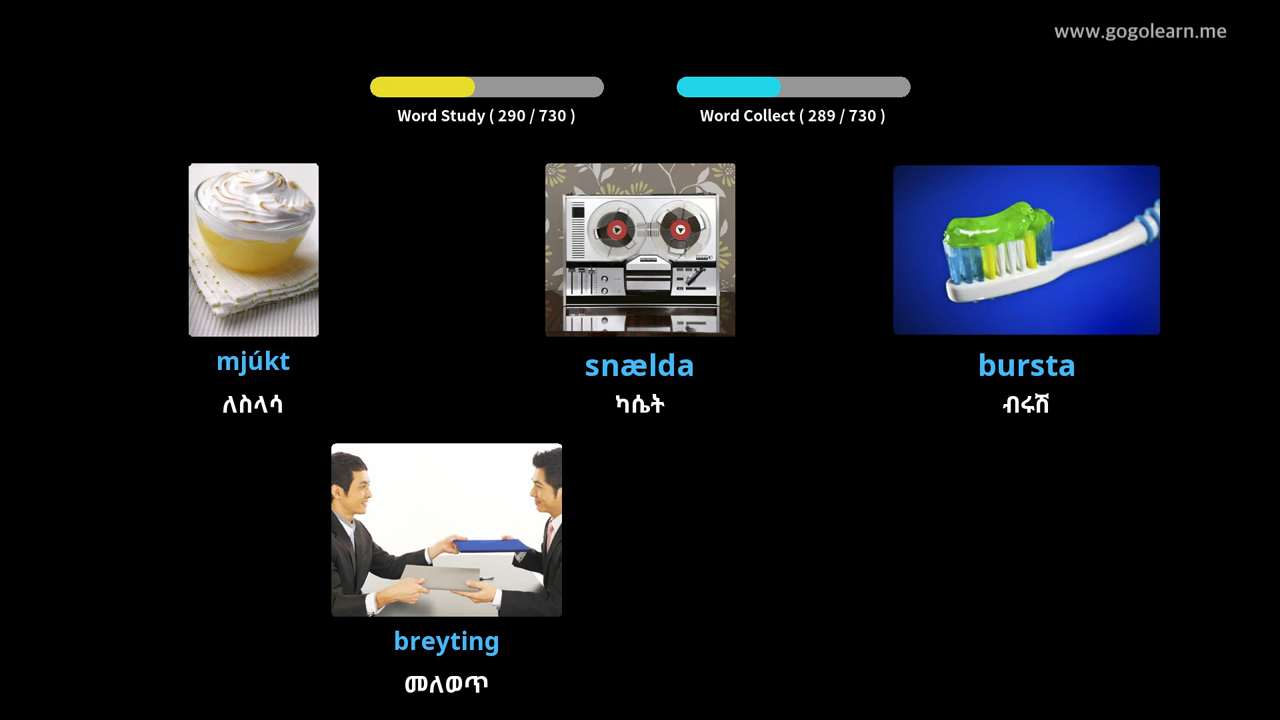 www.gogolearn.me
Word Study ( 290 / 730 )
Word Collect ( 289 / 730 )
mjúkt
ለስላሳ
snælda
ካሴት
bursta
ብሩሽ
breyting
መለወጥ